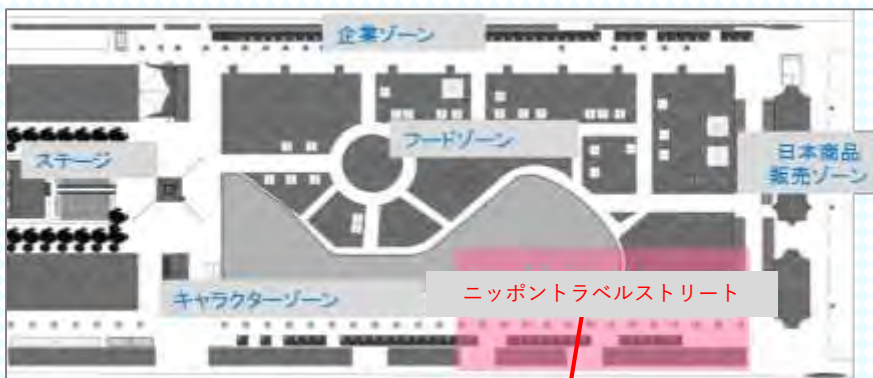 企業ゾーン
フードゾーン
ステージ
日本商品
販売ゾーン
キャラクターゾーン
ニッポントラベルストリート